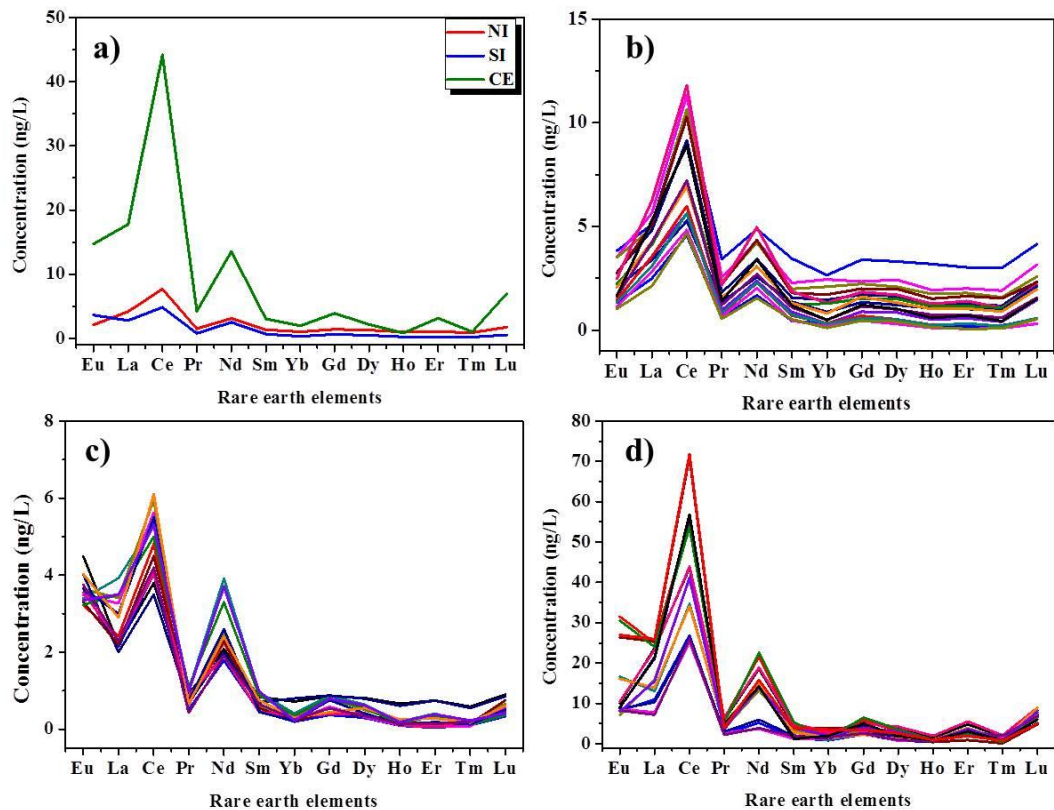 a)
NI
SI
CE
50
40
30
20
10
0
Concentration (ng/L)
Eu La Ce Pr Nd Sm Yb Gd Dy Ho Er Tm Lu
Rare earth elements
b)
15
10
5
0
Concentration (ng/L)
Eu La Ce Pr Nd Sm Yb Gd Dy Ho Er Tm Lu
Rare earth elements
c)
8
6
4
2
0
Concentration (ng/L)
Eu La Ce Pr Nd Sm Yb Gd Dy Ho Er Tm Lu
Rare earth elements
d)
80
70
60
50
40
30
20
10
0
Concentration (ng/L)
Eu La Ce Pr Nd Sm Yb Gd Dy Ho Er Tm Lu
Rare earth elements